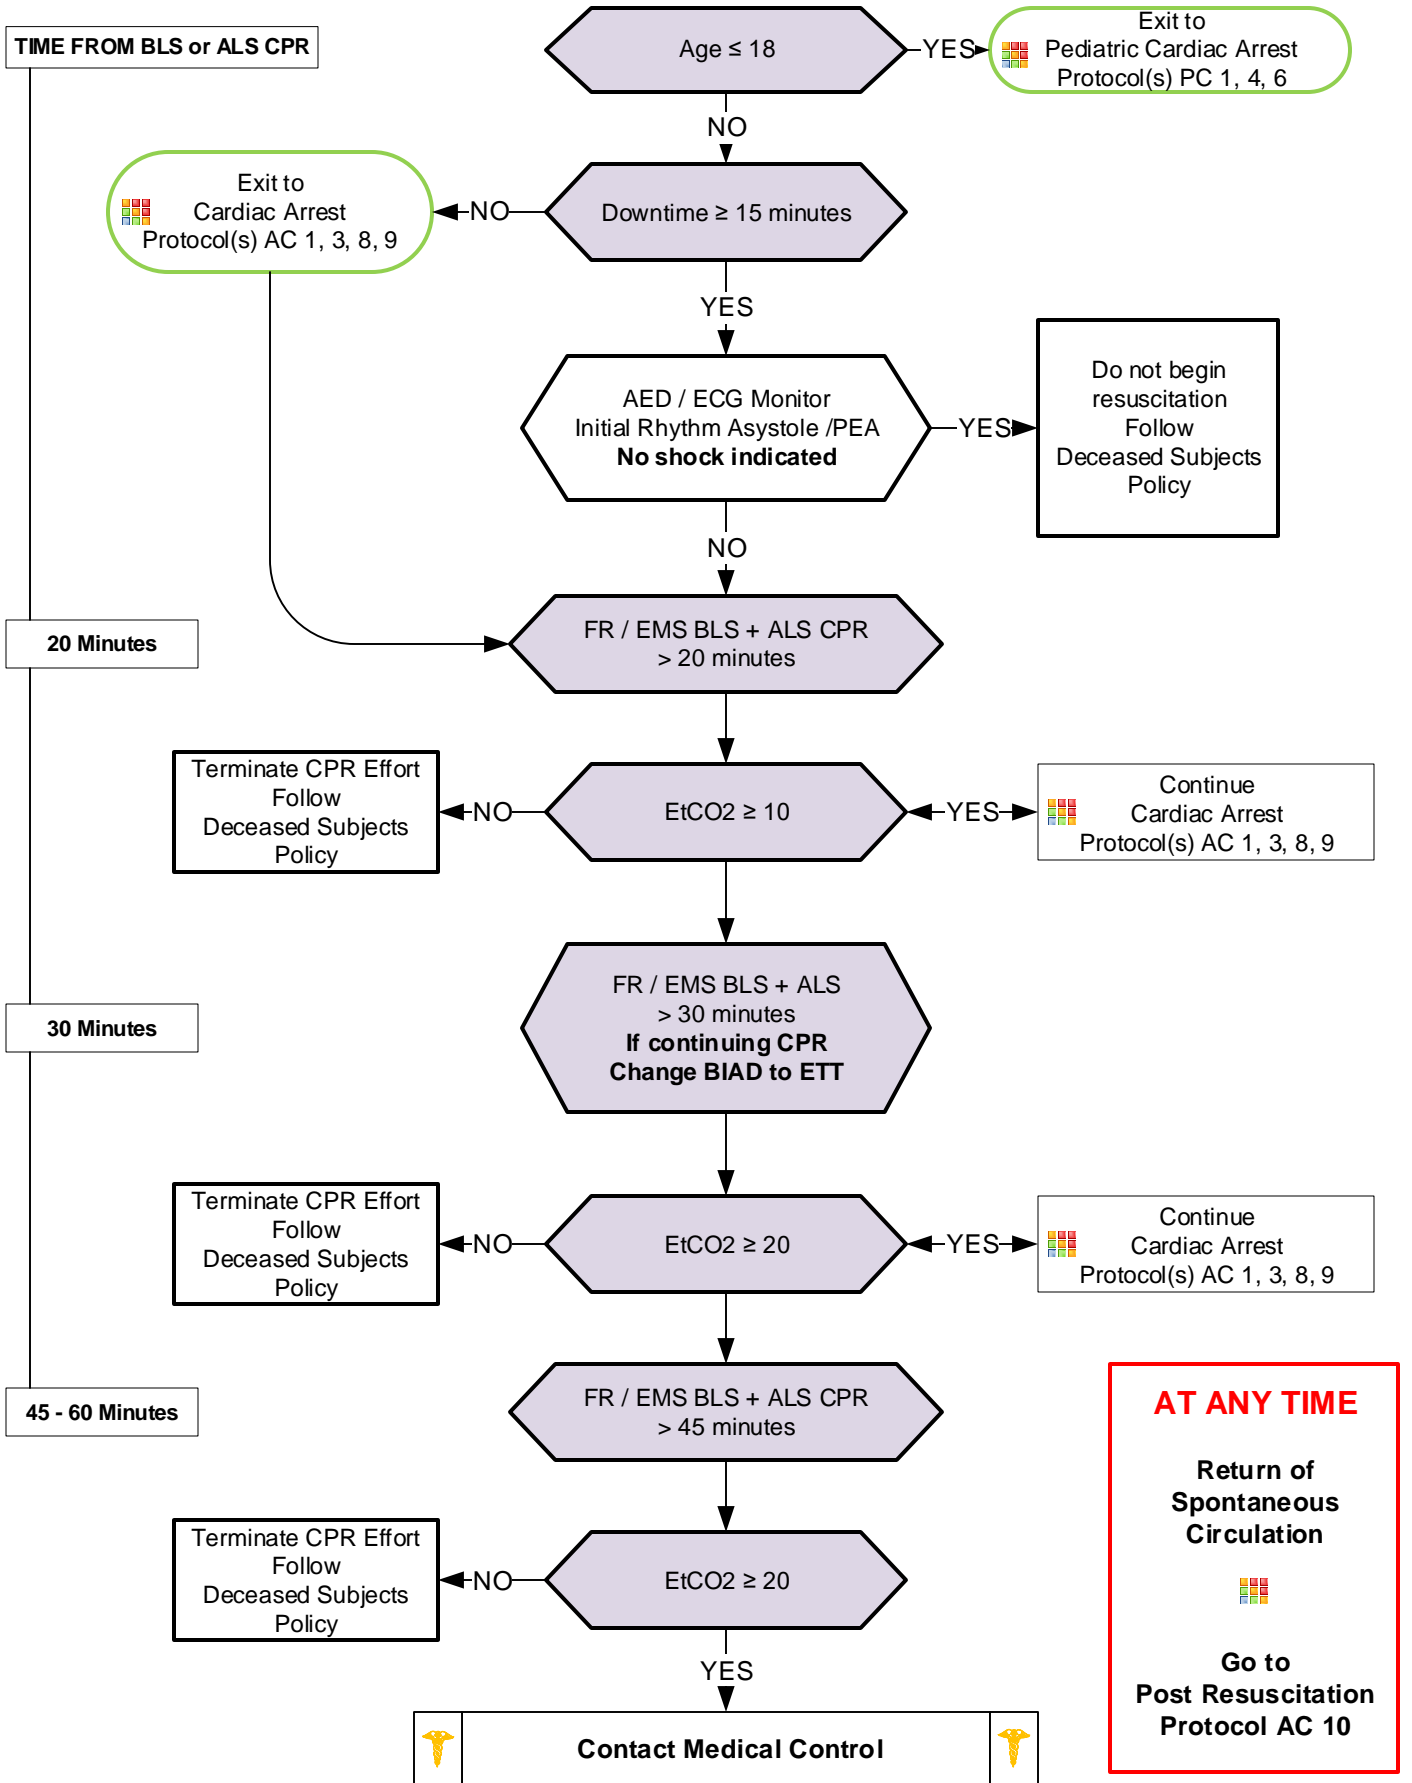 TIME FROM BLS or ALS CPR
Age ≤ 18
YES
Exit to
Pediatric Cardiac Arrest
Protocol(s) PC 1, 4, 6
NO
Exit to
Cardiac Arrest
Protocol(s) AC 1, 3, 8, 9
NO
Downtime ≥ 15 minutes
YES
AED / ECG Monitor
Initial Rhythm Asystole /PEA
No shock indicated
YES
Do not begin
resuscitation
Follow
Deceased Subjects
Policy
NO
20 Minutes
FR / EMS BLS + ALS CPR
> 20 minutes
Terminate CPR Effort
Follow
Deceased Subjects
Policy
NO
EtCO2 ≥ 10
YES
Continue
Cardiac Arrest
Protocol(s) AC 1, 3, 8, 9
30 Minutes
FR / EMS BLS + ALS
> 30 minutes
If continuing CPR
Change BIAD to ETT
Terminate CPR Effort
Follow
Deceased Subjects
Policy
NO
EtCO2 ≥ 20
YES
Continue
Cardiac Arrest
Protocol(s) AC 1, 3, 8, 9
45 - 60 Minutes
FR / EMS BLS + ALS CPR
> 45 minutes
Terminate CPR Effort
Follow
Deceased Subjects
Policy
NO
EtCO2 ≥ 20
YES
Contact Medical Control
AT ANY TIME
Return of
Spontaneous
Circulation
Go to
Post Resuscitation
Protocol AC 10